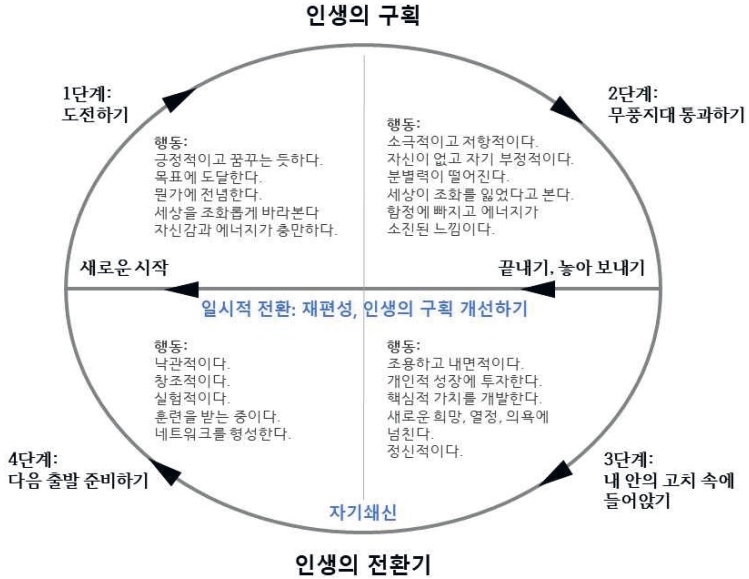 인생의 구획
1단계:
도전하기
2단계:
무풍지대 통과하기
행동:
긍정적이고 꿈꾸는 듯하다.
목표에 도달한다.
뭔가에 전념한다.
세상을 조화롭게 바라본다
자신감과 에너지가 충만하다.
행동:
소극적이고 저항적이다.
자신이 없고 자기 부정적이다.
분별력이 떨어진다.
세상이 조화를 잃었다고 본다.
함정에 빠지고 에너지가
소진된 느낌이다.
새로운 시작
끝내기, 놓아 보내기
일시적 전환: 재편성, 인생의 구획 개선하기
행동:
낙관적이다.
창조적이다.
실험적이다.
훈련을 받는 중이다.
네트워크를 형성한다.
행동:
조용하고 내면적이다.
개인적 성장에 투자한다.
핵심적 가치를 개발한다.
새로운 희망, 열정, 의욕에
넘친다.
정신적이다.
4단계:
다음 출발 준비하기
3단계:
내 안의 고치 속에
들어앉기
자기쇄신
인생의 전환기